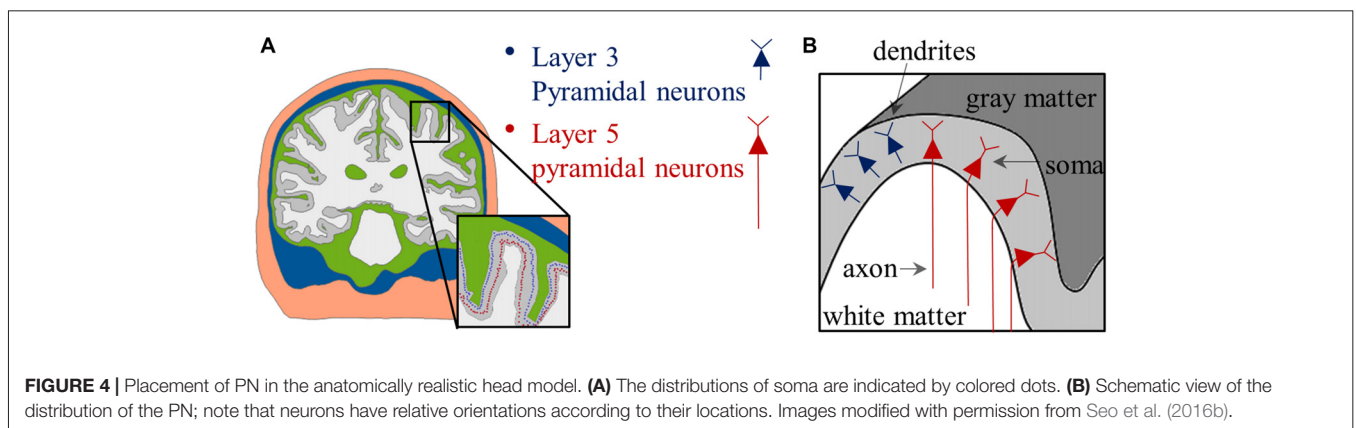 A
• Layer 3
Pyramidal neurons
• Layer 5
pyramidal neurons
B
dendrites
gray matter
soma
axon
white matter
FIGURE 4 | Placement of PN in the anatomically realistic head model. (A) The distributions of soma are indicated by colored dots. (B) Schematic view of the
distribution of the PN; note that neurons have relative orientations according to their locations. Images modified with permission from Seo et al. (2016b).